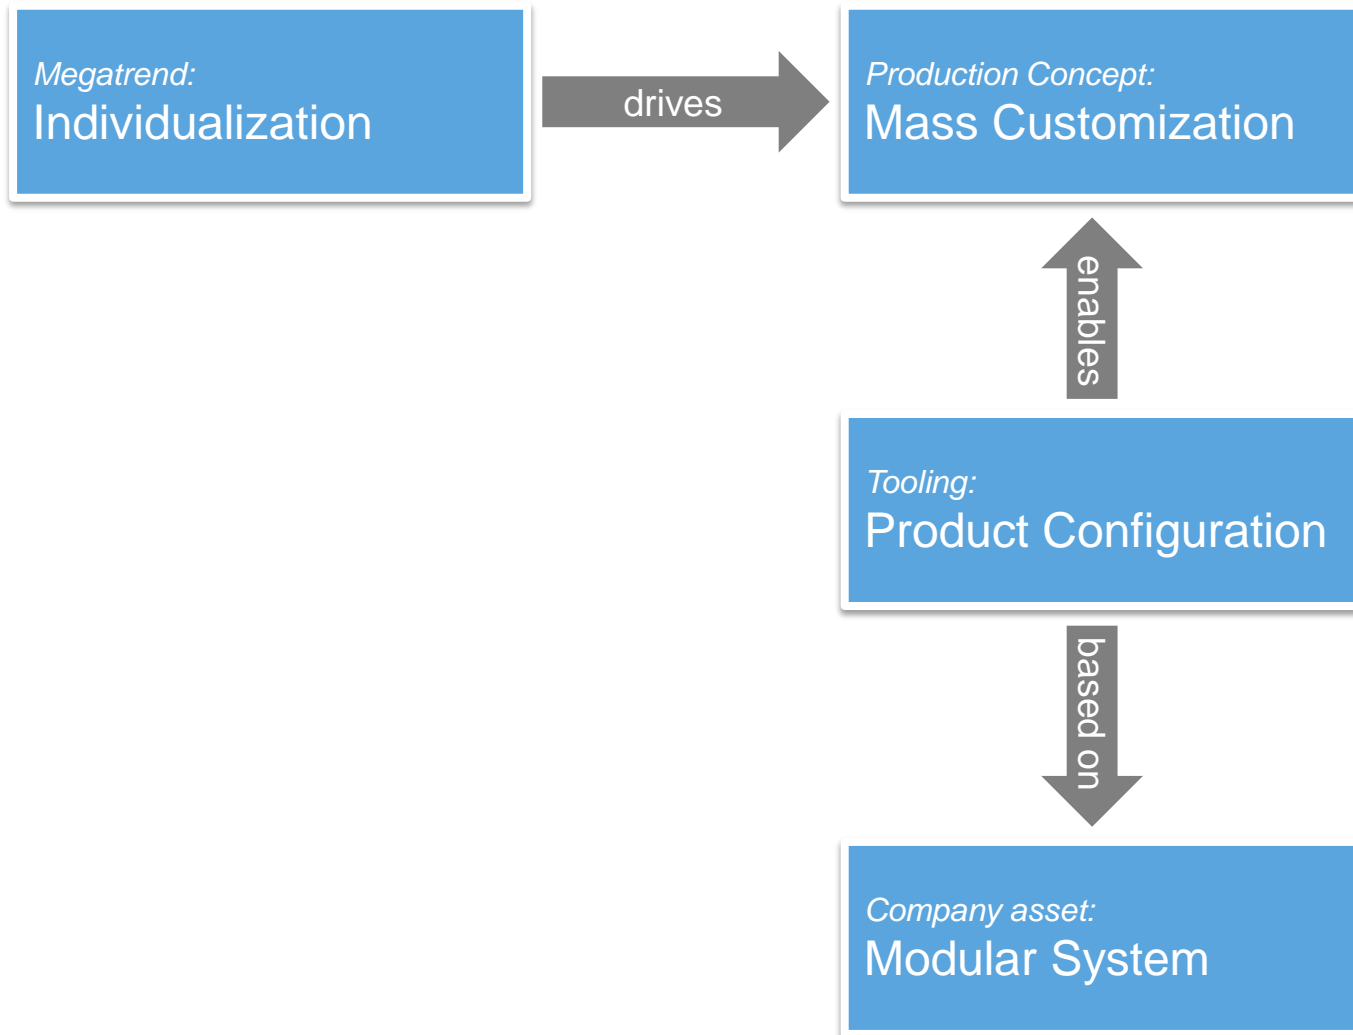 Megatrend:
Individualization
drives
Production Concept:
Mass Customization
enables
Tooling:
Product Configuration
based on
Company asset:
Modular System